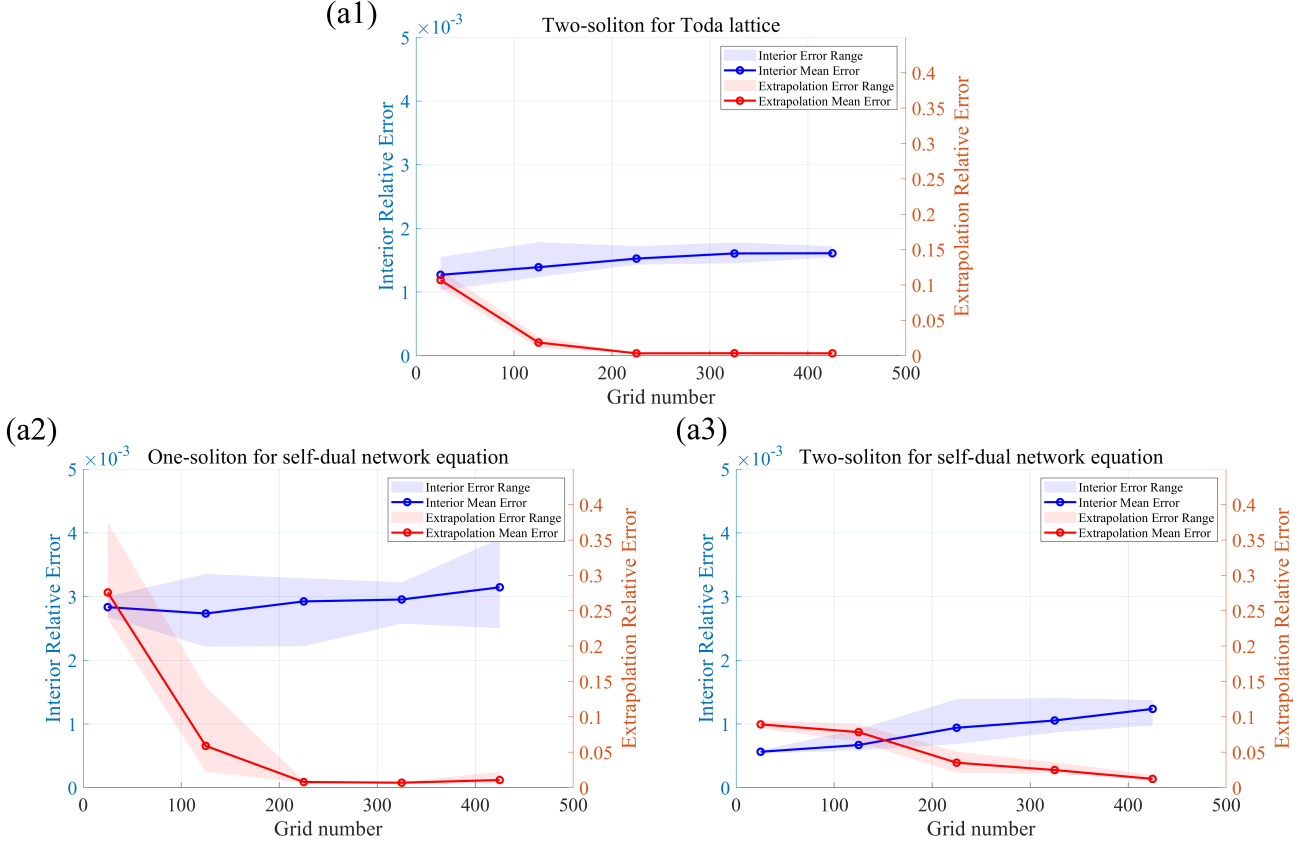 (a1)
×10⁻³
Two-soliton for Toda lattice
Interior Error Range
Interior Mean Error
Extrapolation Error Range
Extrapolation Mean Error
5
4
3
2
1
0
Interior Relative Error
0.4
0.35
0.3
0.25
0.2
0.15
0.1
0.05
0
Extrapolation Relative Error
0 100 200 300 400 500
Grid number
(a2)
×10⁻³
One-soliton for self-dual network equation
Interior Error Range
Interior Mean Error
Extrapolation Error Range
Extrapolation Mean Error
5
4
3
2
1
0
Interior Relative Error
0.4
0.35
0.3
0.25
0.2
0.15
0.1
0.05
0
Extrapolation Relative Error
0 100 200 300 400 500
Grid number
(a3)
×10⁻³
Two-soliton for self-dual network equation
Interior Error Range
Interior Mean Error
Extrapolation Error Range
Extrapolation Mean Error
5
4
3
2
1
0
Interior Relative Error
0.4
0.35
0.3
0.25
0.2
0.15
0.1
0.05
0
Extrapolation Relative Error
0 100 200 300 400 500
Grid number